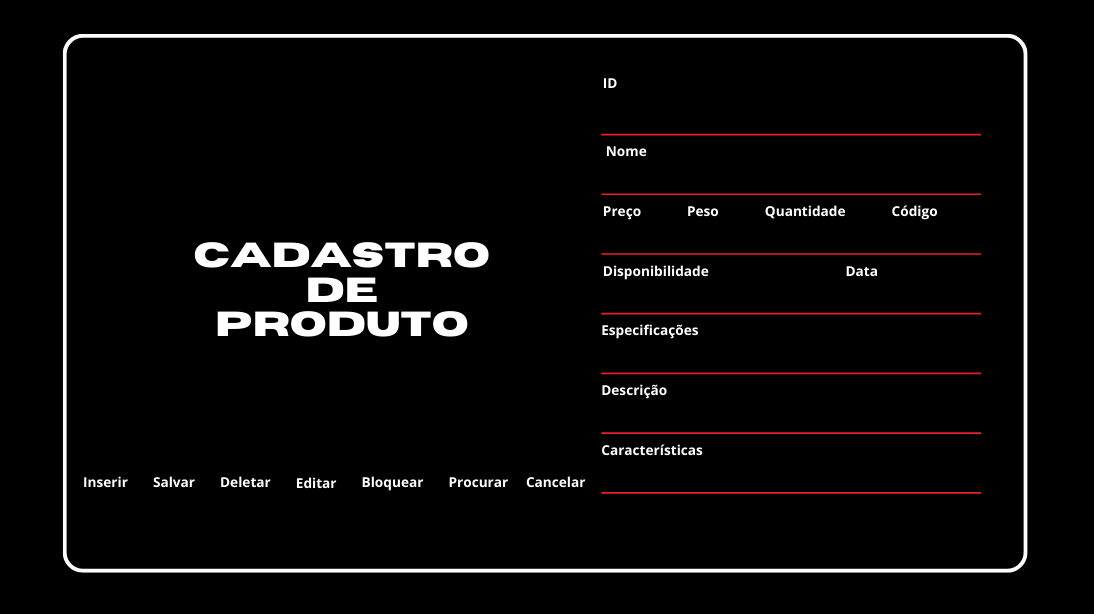 CADASTRO
DE
PRODUTO
Inserir Salvar Deletar Editar Bloquear Procurar Cancelar
ID
Nome
Preço Peso Quantidade Código
Disponibilidade Data
Especificações
Descrição
Características